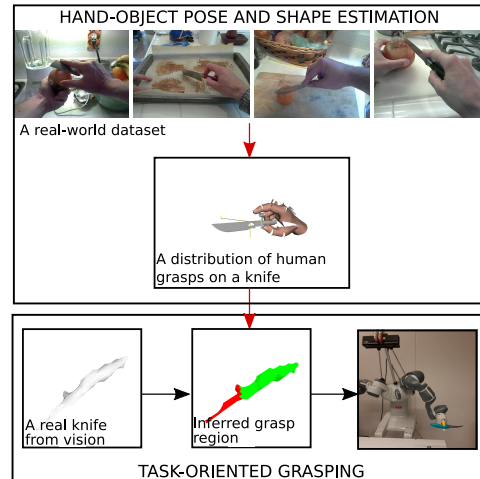 HAND-OBJECT POSE AND SHAPE ESTIMATION
A real-world dataset
A distribution of human
grasps on a knife
A real knife
from vision
Inferred grasp
region
TASK-ORIENTED GRASPING